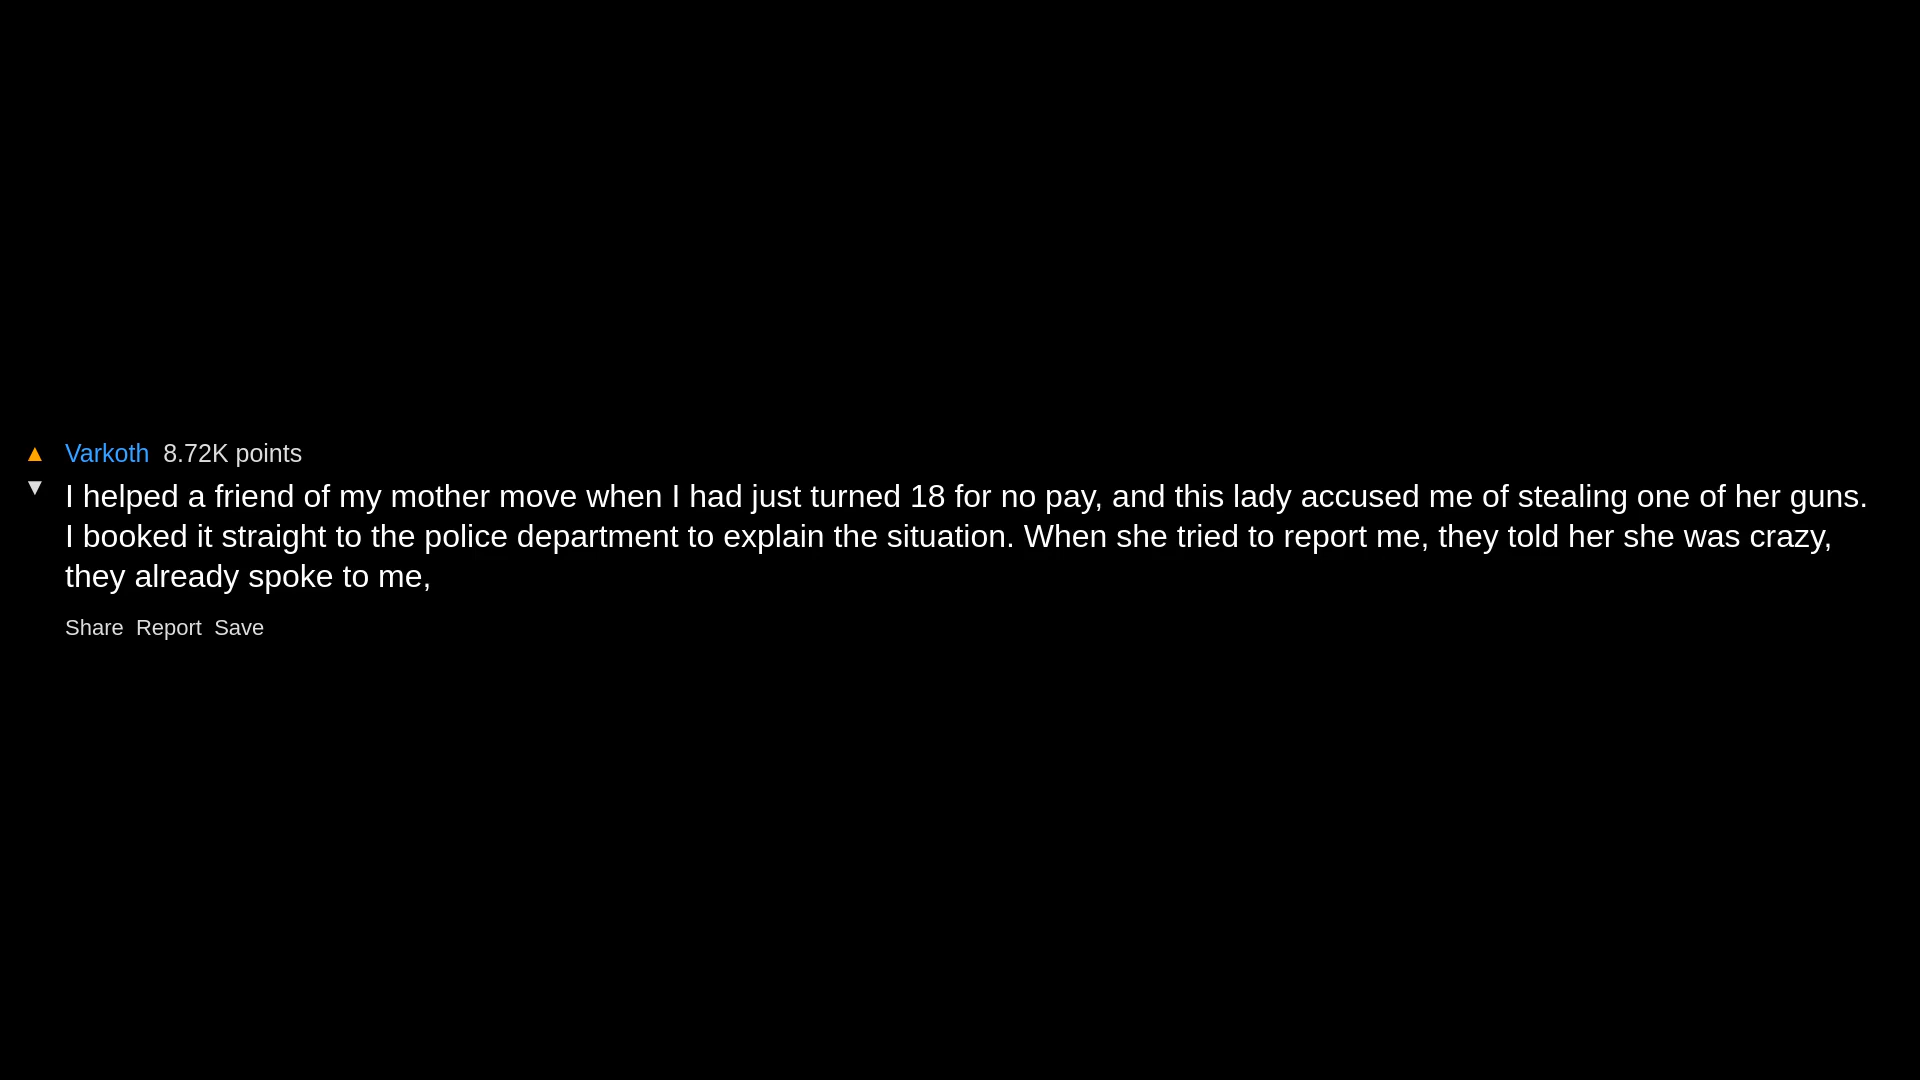 Varkoth 8.72K points
I helped a friend of my mother move when I had just turned 18 for no pay, and this lady accused me of stealing one of her guns.
I booked it straight to the police department to explain the situation. When she tried to report me, they told her she was crazy,
they already spoke to me,
Share Report Save